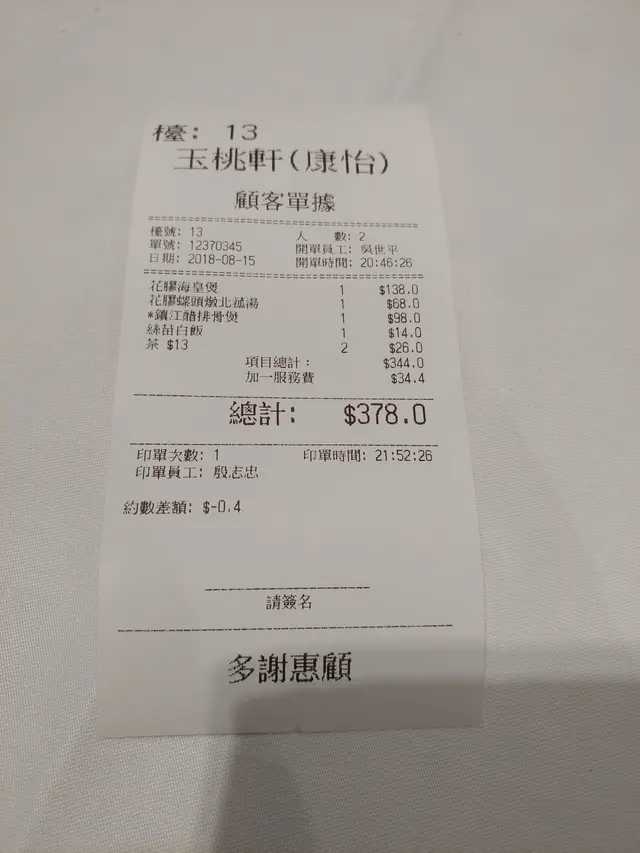 檯: 13
玉桃軒(康怡)
顧客單據
檯號: 13 人 數: 2
單號: 12370345 開單員工: 吳世平
日期: 2018-08-15 開單時間: 20:46:26
花膠海皇煲 1 $138.0
花膠螺頭燉北菰湯 1 $68.0
*鎮江醋排骨煲 1 $98.0
絲苗白飯 1 $14.0
茶 $13 2 $26.0
項目總計: $344.0
加一服務費 $34.4
總計: $378.0
印單次數: 1 印單時間: 21:52:26
印單員工: 殷志忠
約數差額: $-0.4
請簽名
多謝惠顧